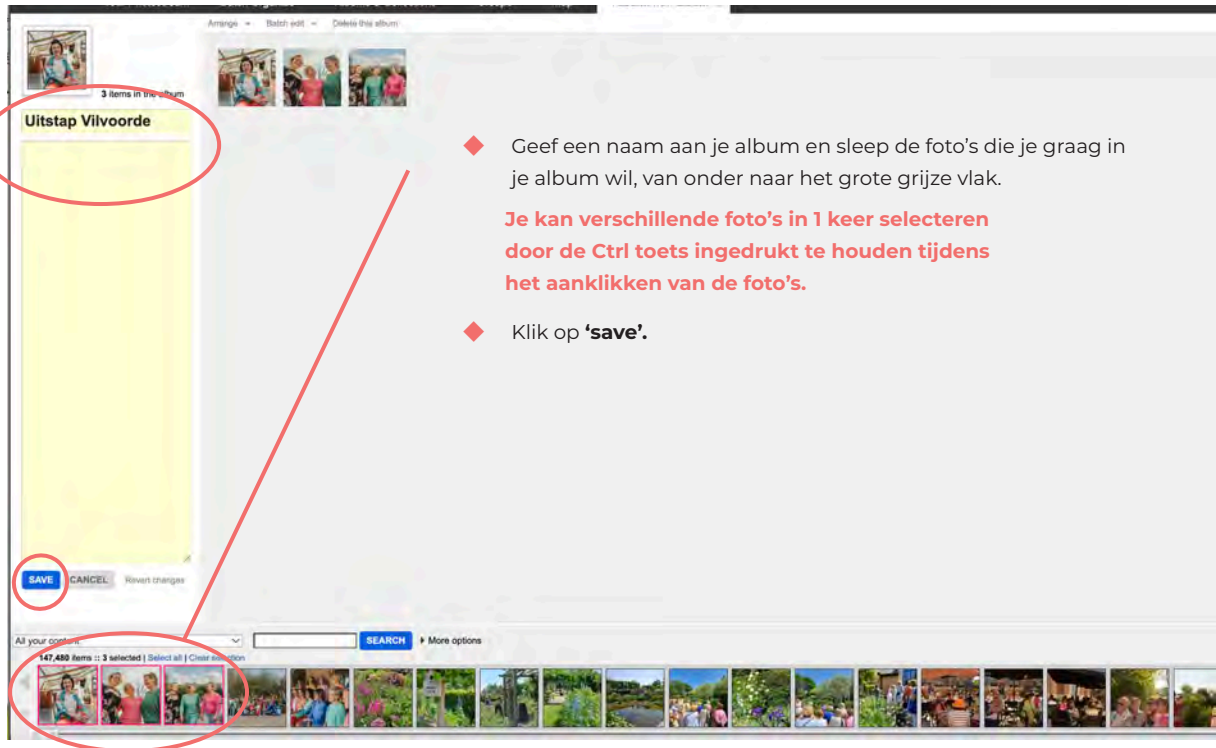 Arrange Batch edit Delete this album
3 items in the album
Uitstap Vilvoorde
◆ Geef een naam aan je album en sleep de foto’s die je graag in
je album wil, van onder naar het grote grijze vlak.
Je kan verschillende foto’s in 1 keer selecteren
door de Ctrl toets ingedrukt te houden tijdens
het aanklikken van de foto’s.
◆ Klik op ‘save’.
SAVE CANCEL Revert changes
All your content SEARCH More options
147,480 items :: 3 selected | Select all | Clear selection